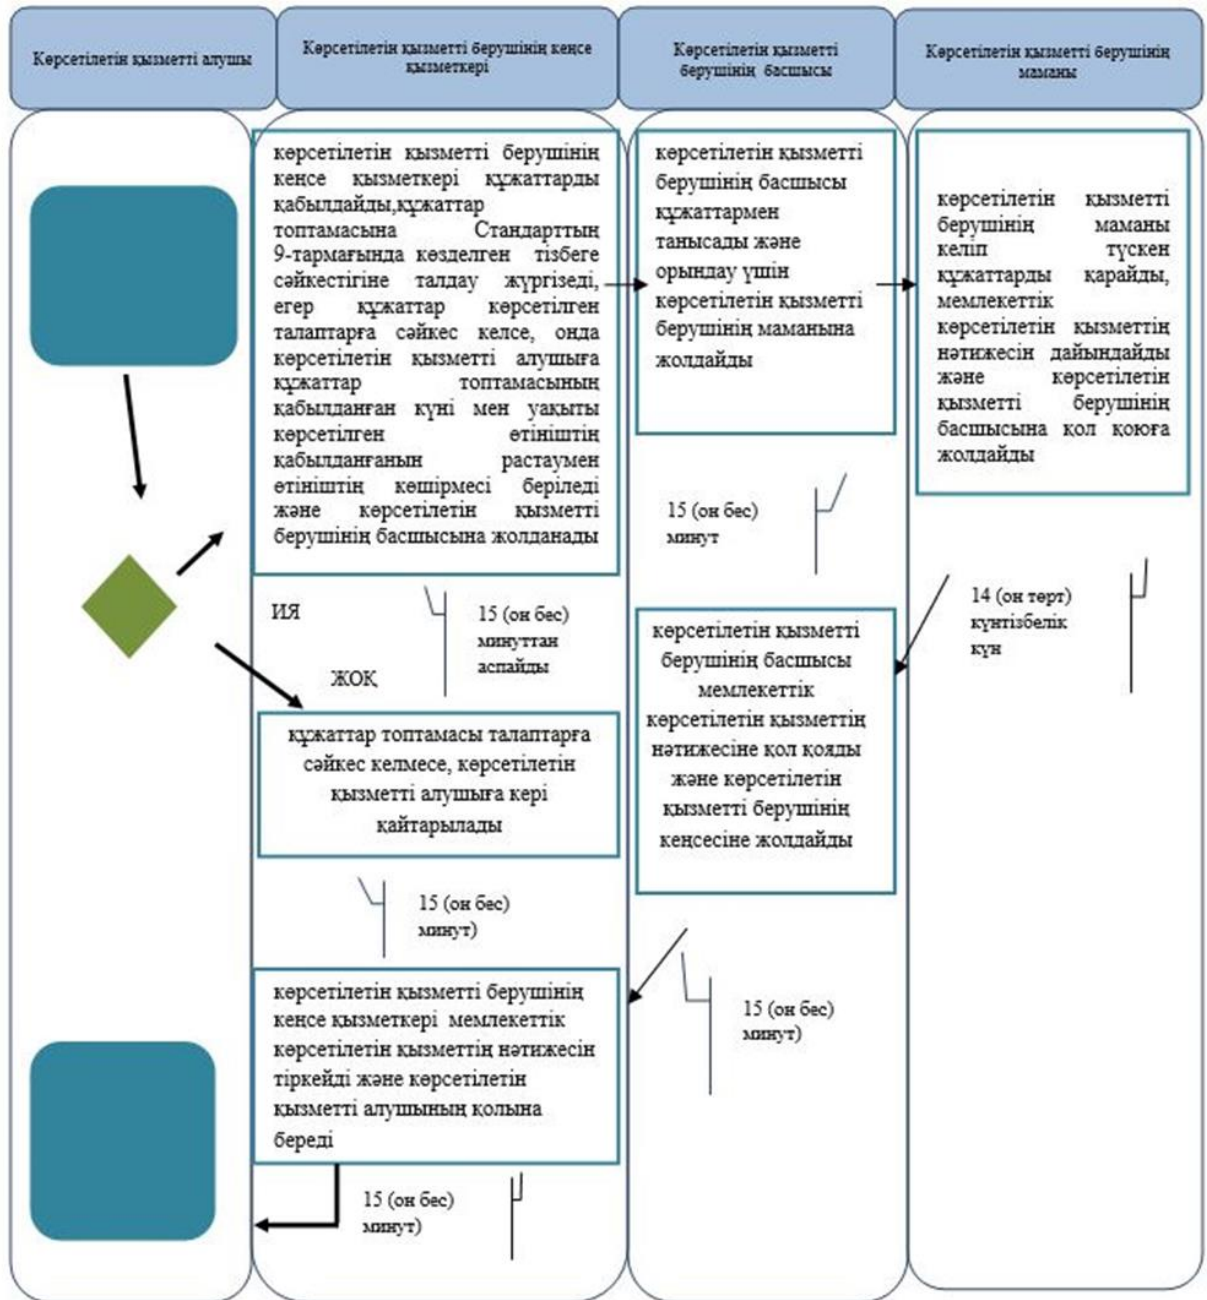 Көрсетілетін қызметті алушы
Көрсетілетін қызметті берушінің кеңсе
қызметкері
Көрсетілетін қызметті
берушінің басшысы
Көрсетілетін қызметті берушінің
маманы
көрсетілетін қызметті берушінің
кеңсе қызметкері құжаттарды
қабылдайды,құжаттар
топтамасына Стандарттың
9-тармағында көзделген тізбеге
сәйкестігіне талдау жүргізеді,
егер құжаттар көрсетілген
талаптарға сәйкес келсе, онда
көрсетілетін қызметті алушыға
құжаттар топтамасының
қабылданған күні мен уақыты
көрсетілген өтініштің
қабылданғанын растаумен
өтініштің көшірмесі беріледі
және көрсетілетін қызметті
берушінің басшысына жолданады
көрсетілетін қызметті
берушінің басшысы
құжаттармен
танысады және
орындау үшін
көрсетілетін қызметті
берушінің маманына
жолдайды
көрсетілетін қызметті
берушінің маманы
келіп түскен
құжаттарды қарайды,
мемлекеттік
көрсетілетін қызметтің
нәтижесін дайындайды
және көрсетілетін
қызметті берушінің
басшысына қол қоюға
жолдайды
15 (он бес)
минут
ИЯ
15 (он бес)
минуттан
аспайды
14 (он төрт)
күнтізбелік
күн
ЖОҚ
көрсетілетін қызметті
берушінің басшысы
мемлекеттік
көрсетілетін қызметтің
нәтижесіне қол қояды
және көрсетілетін
қызметті берушінің
кеңсесіне жолдайды
құжаттар топтамасы талаптарға
сәйкес келмесе, көрсетілетін
қызметті алушыға кері
қайтарылады
15 (он бес)
минут)
көрсетілетін қызметті берушінің
кеңсе қызметкері мемлекеттік
көрсетілетін қызметтің нәтижесін
тіркейді және көрсетілетін
қызметті алушының қолына
береді
15 (он бес)
минут)
15 (он бес)
минут)